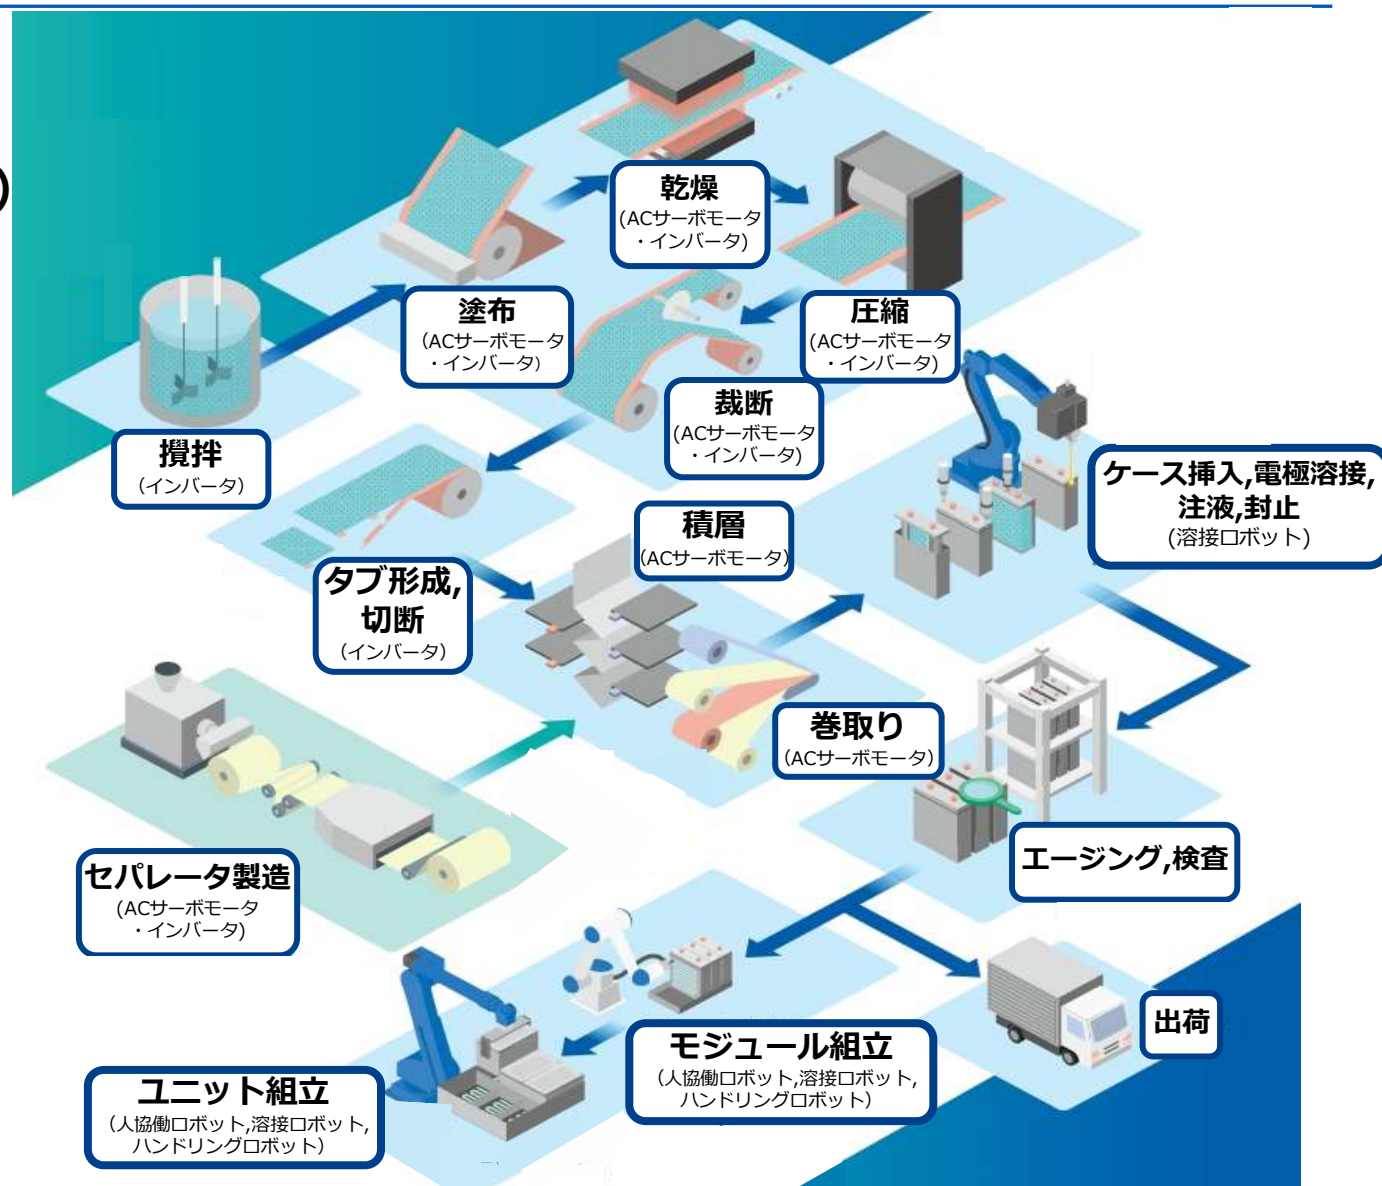 )
乾燥
(ACサーボモータ
・インバータ)
塗布
(ACサーボモータ
・インバータ)
圧縮
(ACサーボモータ
・インバータ)
裁断
(ACサーボモータ
・インバータ)
攪拌
(インバータ)
ケース挿入,電極溶接,
注液,封止
(溶接ロボット)
積層
(ACサーボモータ)
タブ形成,
切断
(インバータ)
巻取り
(ACサーボモータ)
エージング,検査
セパレータ製造
(ACサーボモータ
・インバータ)
出荷
モジュール組立
(人協働ロボット,溶接ロボット,
ハンドリングロボット)
ユニット組立
(人協働ロボット,溶接ロボット,
ハンドリングロボット)